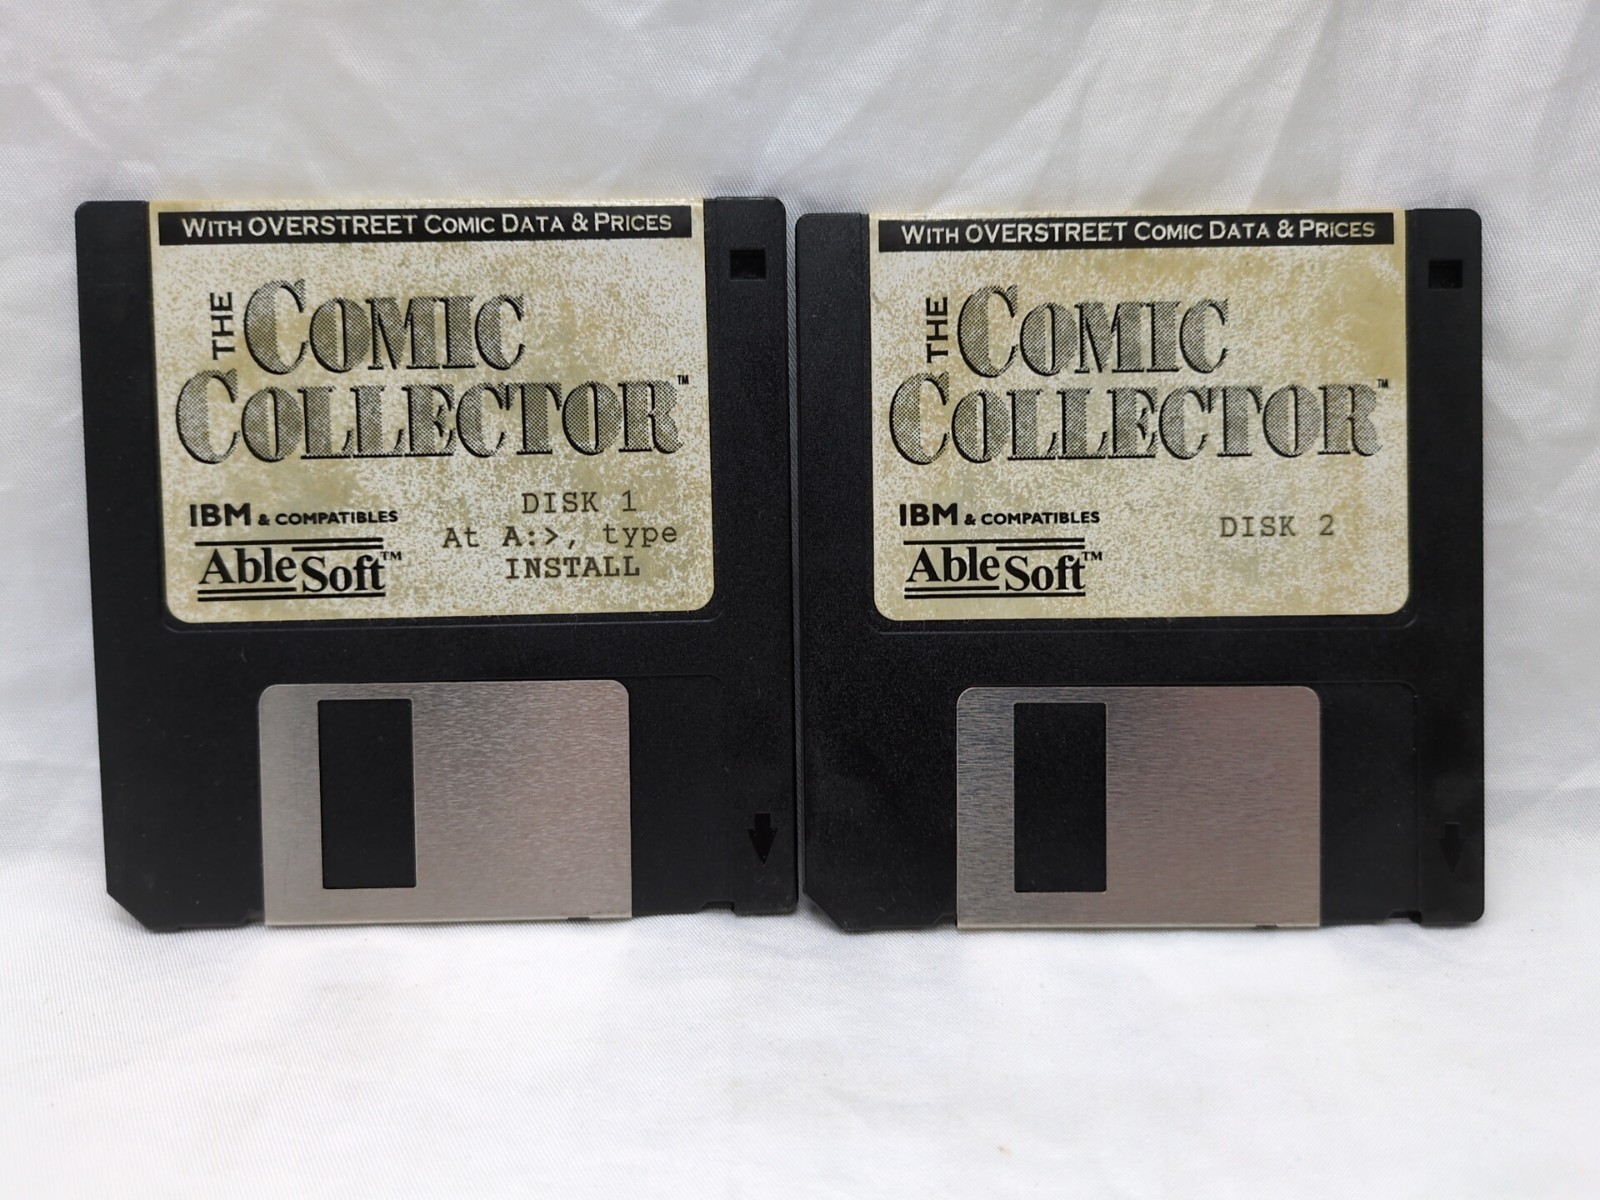 WITH OVERSTREET COMIC DATA & PRICES
THE COMIC
COLLECTOR™
IBM & COMPATIBLES
AbleSoft™
DISK 1
At A:>, type
INSTALL
WITH OVERSTREET COMIC DATA & PRICES
THE COMIC
COLLECTOR™
IBM & COMPATIBLES
AbleSoft™
DISK 2